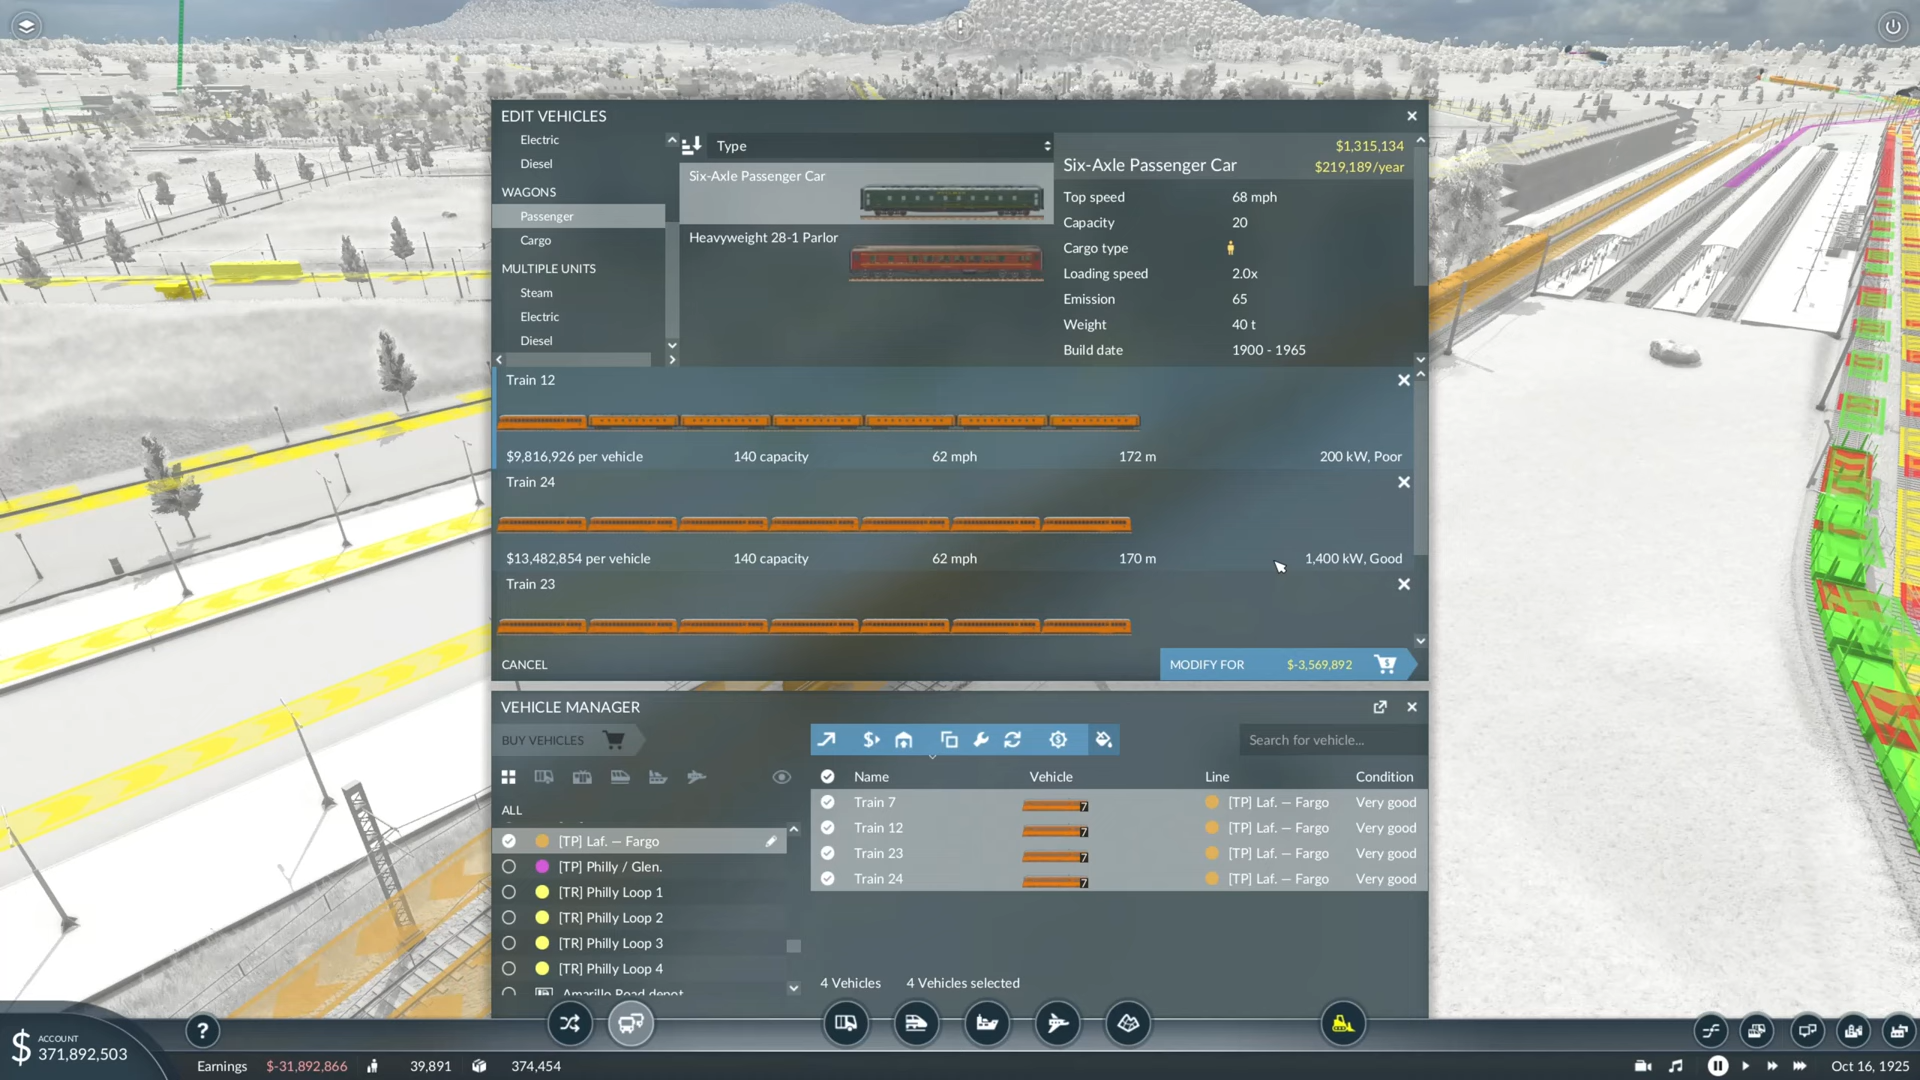 EDIT VEHICLES
Electric
Diesel
WAGONS
Passenger
Cargo
MULTIPLE UNITS
Steam
Electric
Diesel
Type
Six-Axle Passenger Car
Heavyweight 28-1 Parlor
$1,315,134
Six-Axle Passenger Car
$219,189/year
Top speed 68 mph
Capacity 20
Cargo type
Loading speed 2.0x
Emission 65
Weight 40 t
Build date 1900 - 1965
Train 12
$9,816,926 per vehicle 140 capacity 62 mph 172 m 200 kW, Poor
Train 24
$13,482,854 per vehicle 140 capacity 62 mph 170 m 1,400 kW, Good
Train 23
CANCEL
MODIFY FOR $-3,569,892
VEHICLE MANAGER
BUY VEHICLES
Search for vehicle...
ALL
[TP] Laf. — Fargo
[TP] Philly / Glen.
[TR] Philly Loop 1
[TR] Philly Loop 2
[TR] Philly Loop 3
[TR] Philly Loop 4
Amarillo Road depot
Name Vehicle Line Condition
Train 7 7 [TP] Laf. — Fargo Very good
Train 12 7 [TP] Laf. — Fargo Very good
Train 23 7 [TP] Laf. — Fargo Very good
Train 24 7 [TP] Laf. — Fargo Very good
4 Vehicles 4 Vehicles selected
$ ACCOUNT
371,892,503
?
Earnings $-31,892,866 39,891 374,454
Oct 16, 1925